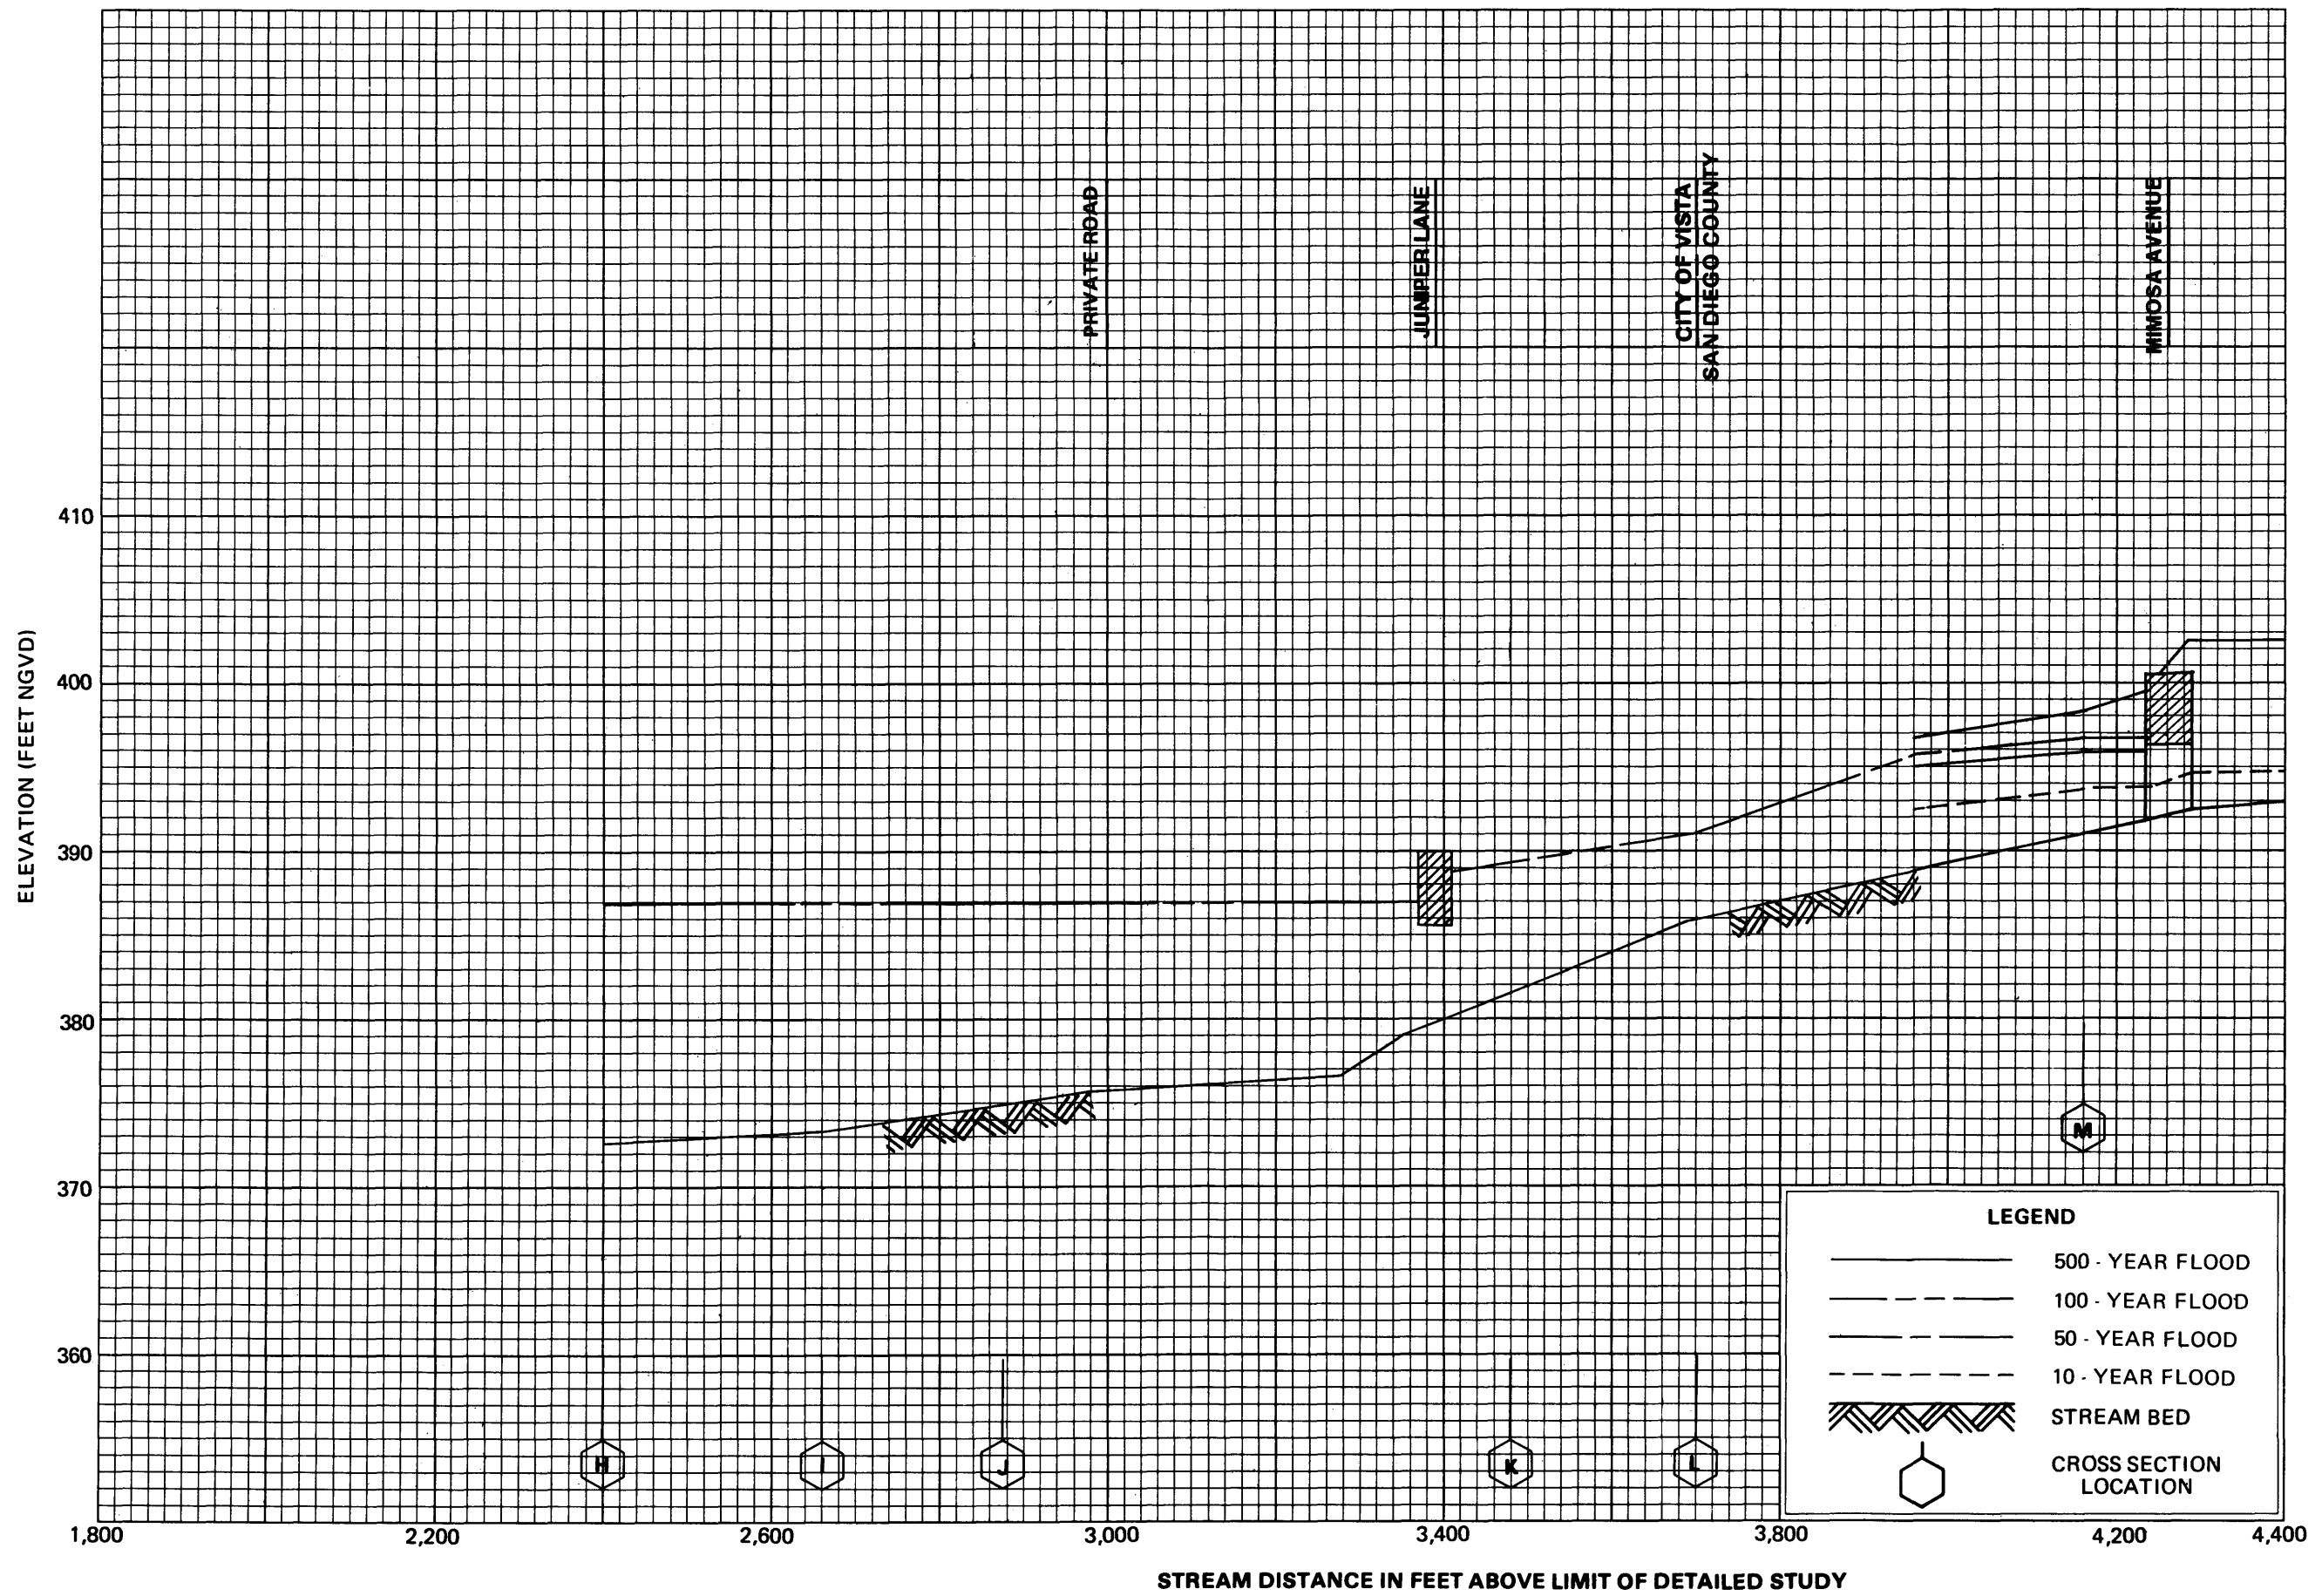 PRIVATE ROAD
JUNIPER LANE
CITY OF VISTA
SAN DIEGO COUNTY
MIMOSA AVENUE
ELEVATION (FEET NGVD)
410
400
390
380
370
360
M
H
I
J
K
L
LEGEND
500 - YEAR FLOOD
100 - YEAR FLOOD
50 - YEAR FLOOD
10 - YEAR FLOOD
STREAM BED
CROSS SECTION
LOCATION
1,800
2,200
2,600
3,000
3,400
3,800
4,200
4,400
STREAM DISTANCE IN FEET ABOVE LIMIT OF DETAILED STUDY